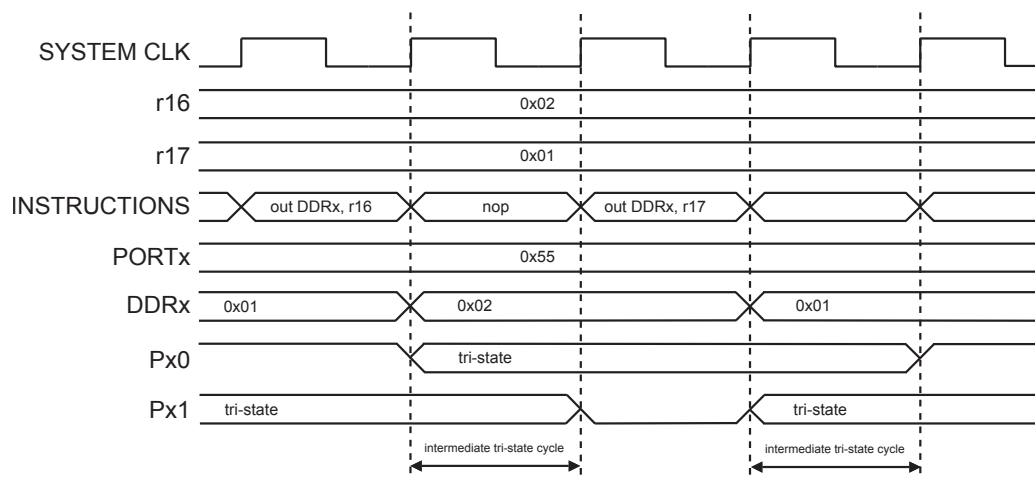 SYSTEM CLK
r16 0x02
r17 0x01
INSTRUCTIONS out DDRx, r16 nop out DDRx, r17
PORTx 0x55
DDRx 0x01 0x02 0x01
Px0 tri-state
Px1 tri-state tri-state
intermediate tri-state cycle intermediate tri-state cycle